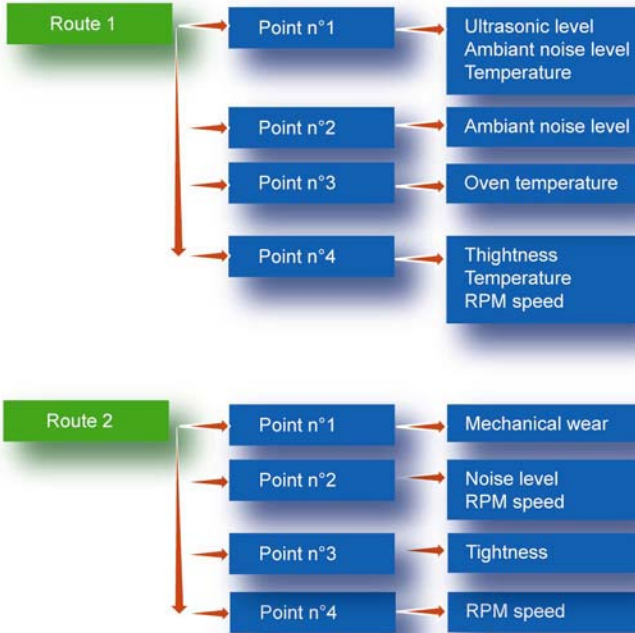 Route 1
Point n°1
Ultrasonic level
Ambiant noise level
Temperature
Point n°2
Ambiant noise level
Point n°3
Oven temperature
Point n°4
Thightness
Temperature
RPM speed
Route 2
Point n°1
Mechanical wear
Point n°2
Noise level
RPM speed
Point n°3
Tightness
Point n°4
RPM speed